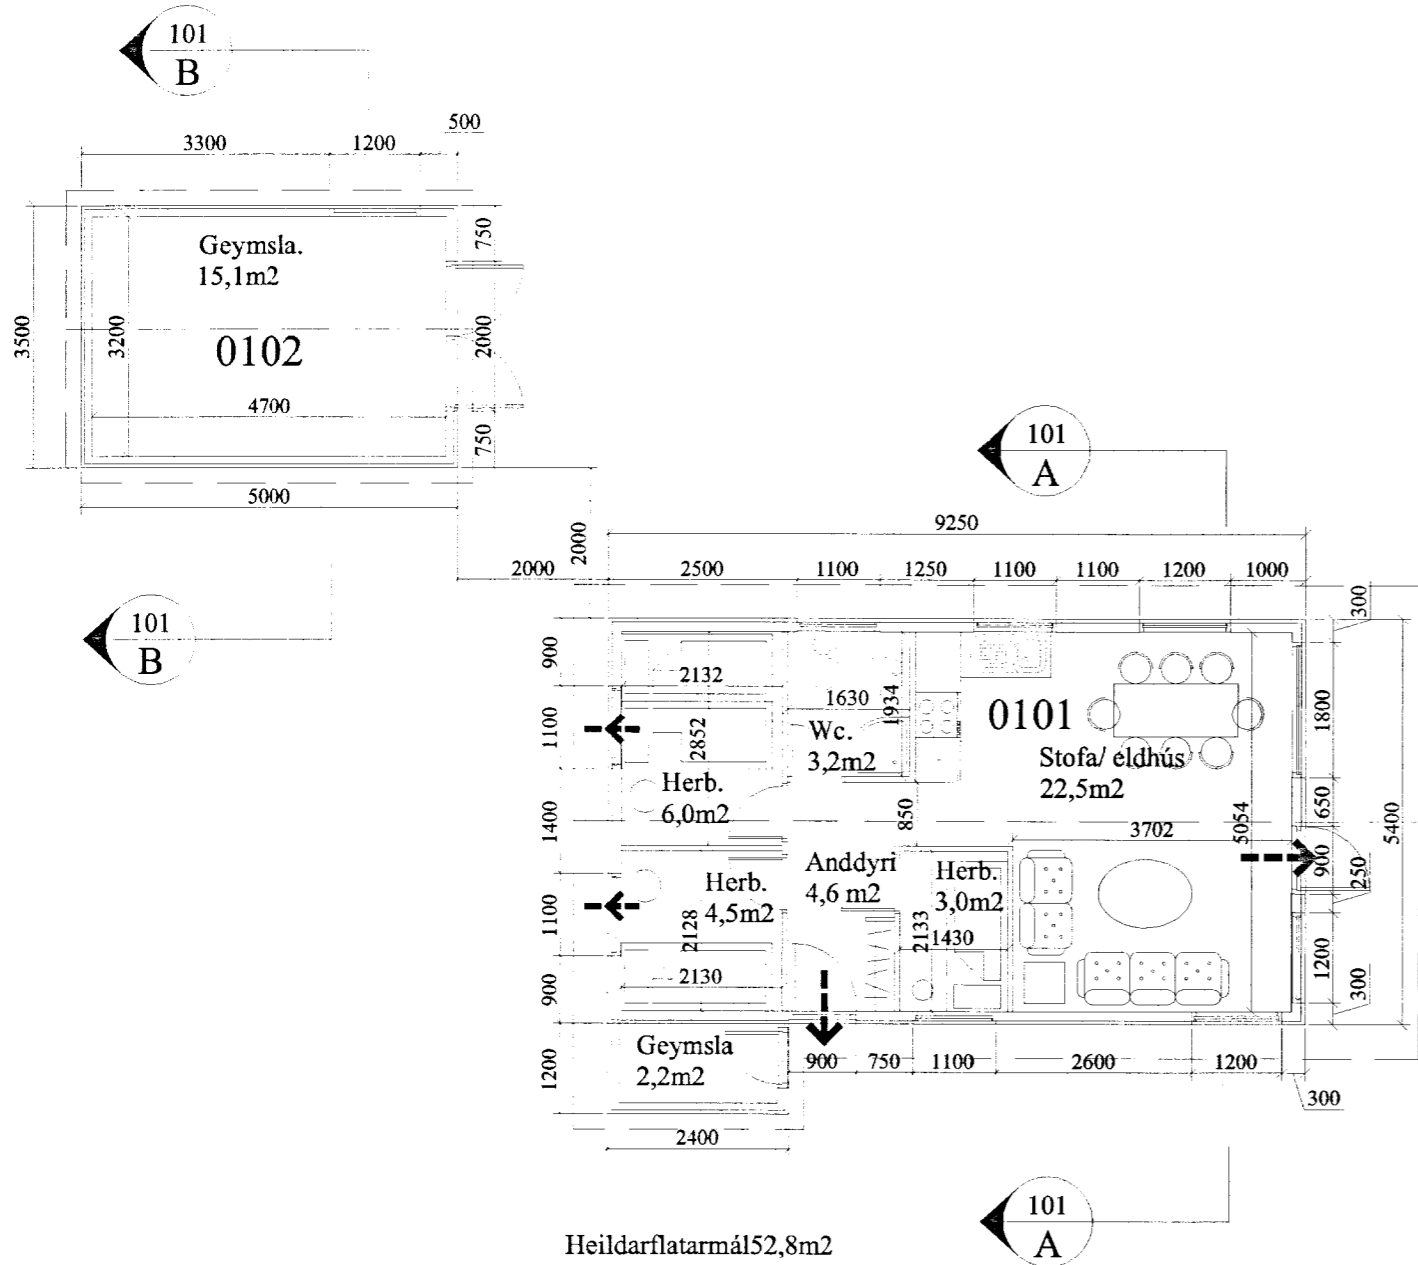 101
B
500
3300
1200
Geymsla.
15,1m2
0102
750
2000
750
3500
3200
4700
5000
101
A
9250
2000
2000
2500
1100
1250
1100
1100
1200
1000
300
101
B
900
2132
1630
1934
0101
1800
1100
2852
Wc.
3,2m2
Stofa/ eldhús
22,5m2
Herb.
6,0m2
850
650
5400
1400
3702
5054
Anddyri
4,6 m2
Herb.
4,5m2
Herb.
3,0m2
900
250
1100
2128
2133
1430
1200
2130
900
300
Geymsla
2,2m2
1200
900
750
1100
2600
1200
300
2400
101
A
Heildarflatarmál52,8m2